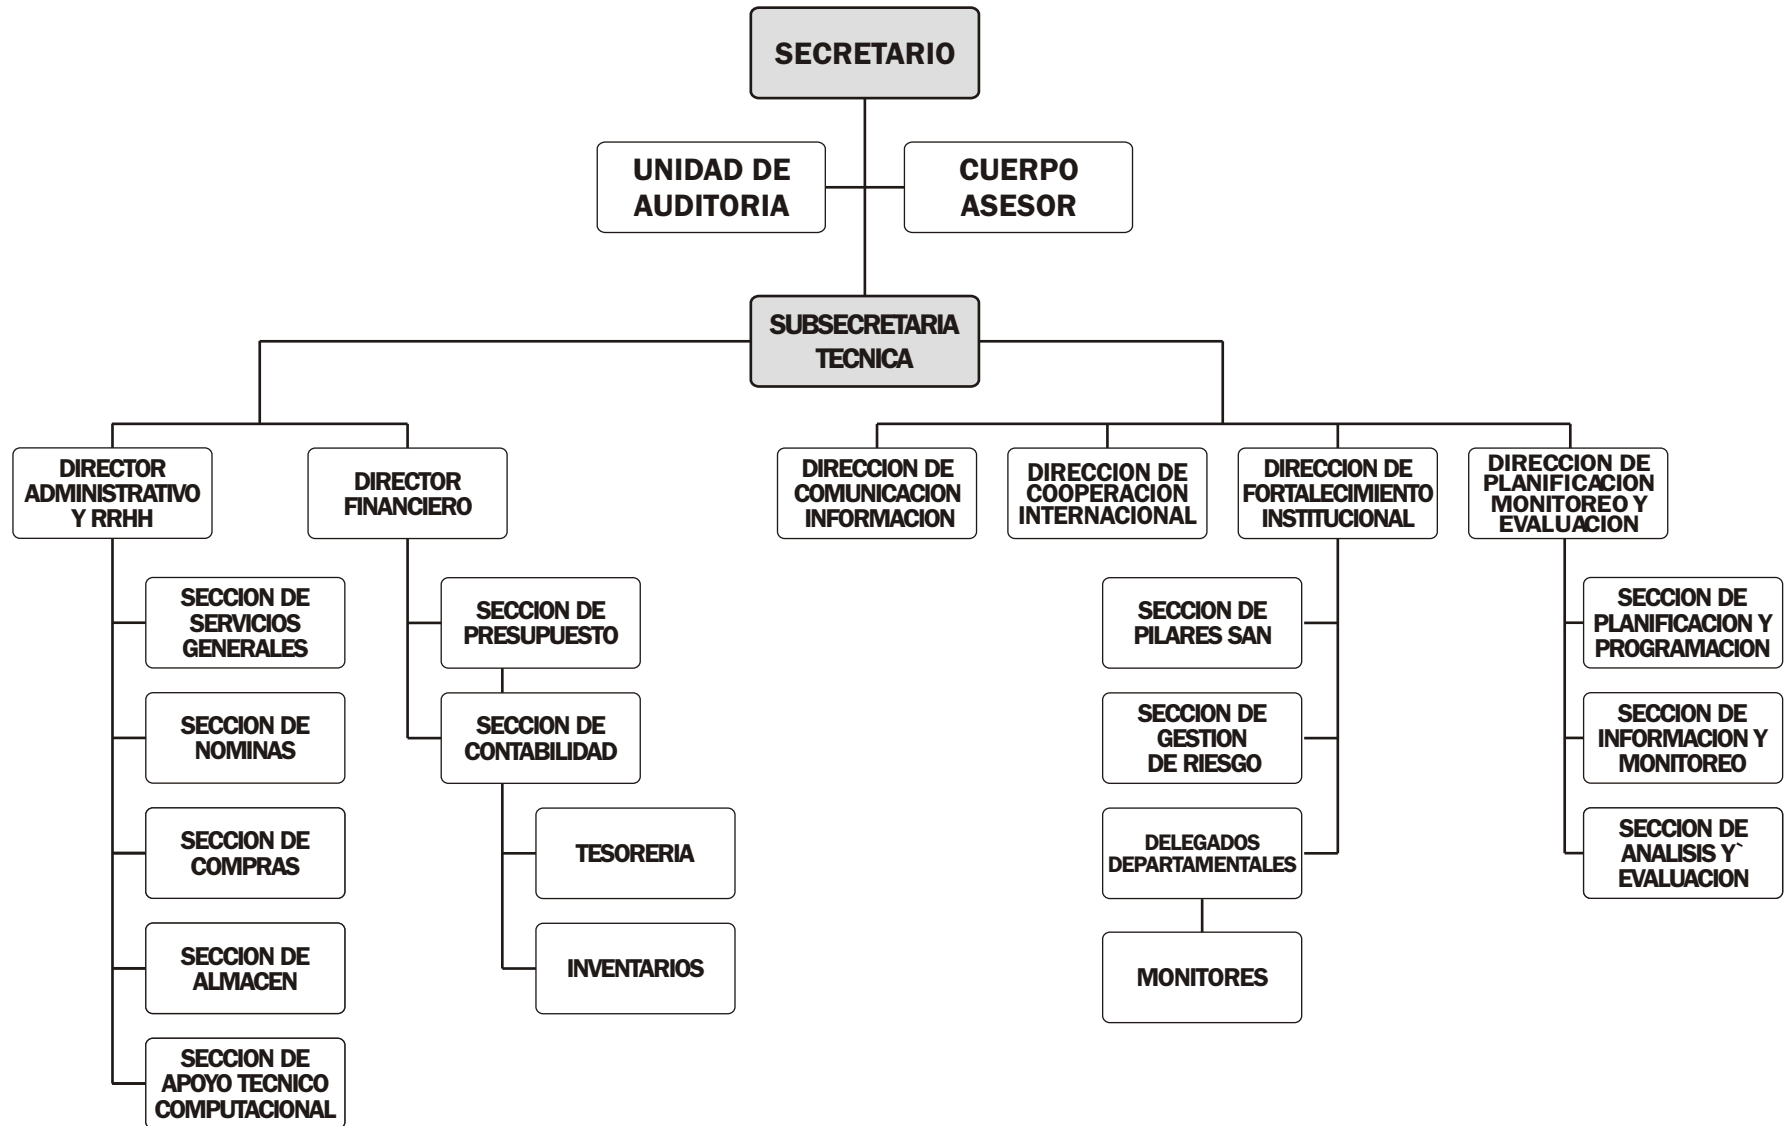 SECRETARIO
UNIDAD DE
AUDITORIA
CUERPO
ASESOR
SUBSECRETARIA
TECNICA
DIRECTOR
ADMINISTRATIVO
Y RRHH
DIRECTOR
FINANCIERO
DIRECCION DE
COMUNICACION
INFORMACION
DIRECCION DE
COOPERACION
INTERNACIONAL
DIRECCION DE
FORTALECIMIENTO
INSTITUCIONAL
DIRECCION DE
PLANIFICACION
MONITOREO Y
EVALUACION
SECCION DE
SERVICIOS
GENERALES
SECCION DE
NOMINAS
SECCION DE
COMPRAS
SECCION DE
ALMACEN
SECCION DE
APOYO TECNICO
COMPUTACIONAL
SECCION DE
PRESUPUESTO
SECCION DE
CONTABILIDAD
TESORERIA
INVENTARIOS
SECCION DE
PILARES SAN
SECCION DE
GESTION
DE RIESGO
DELEGADOS
DEPARTAMENTALES
MONITORES
SECCION DE
PLANIFICACION Y
PROGRAMACION
SECCION DE
INFORMACION Y
MONITOREO
SECCION DE
ANALISIS Y`
EVALUACION